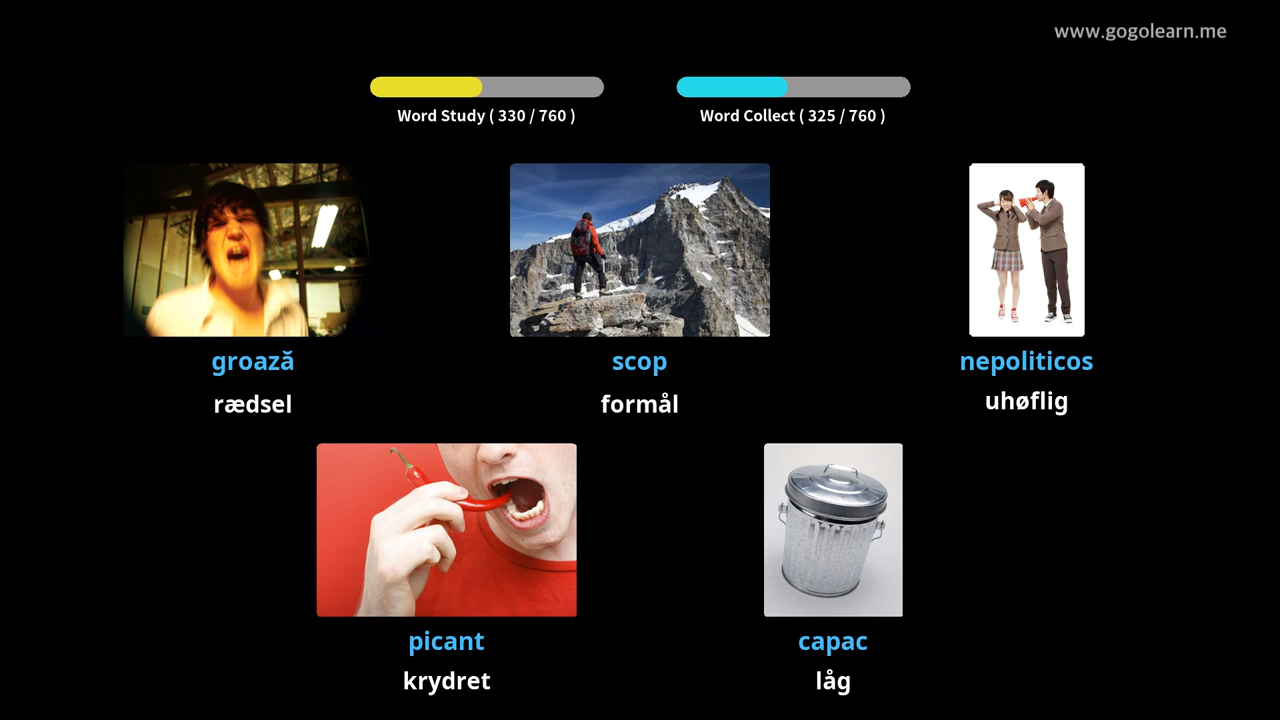 www.gogolearn.me
Word Study ( 330 / 760 )
Word Collect ( 325 / 760 )
groază
scop
nepoliticos
rædsel
formål
uhøflig
picant
capac
krydret
låg